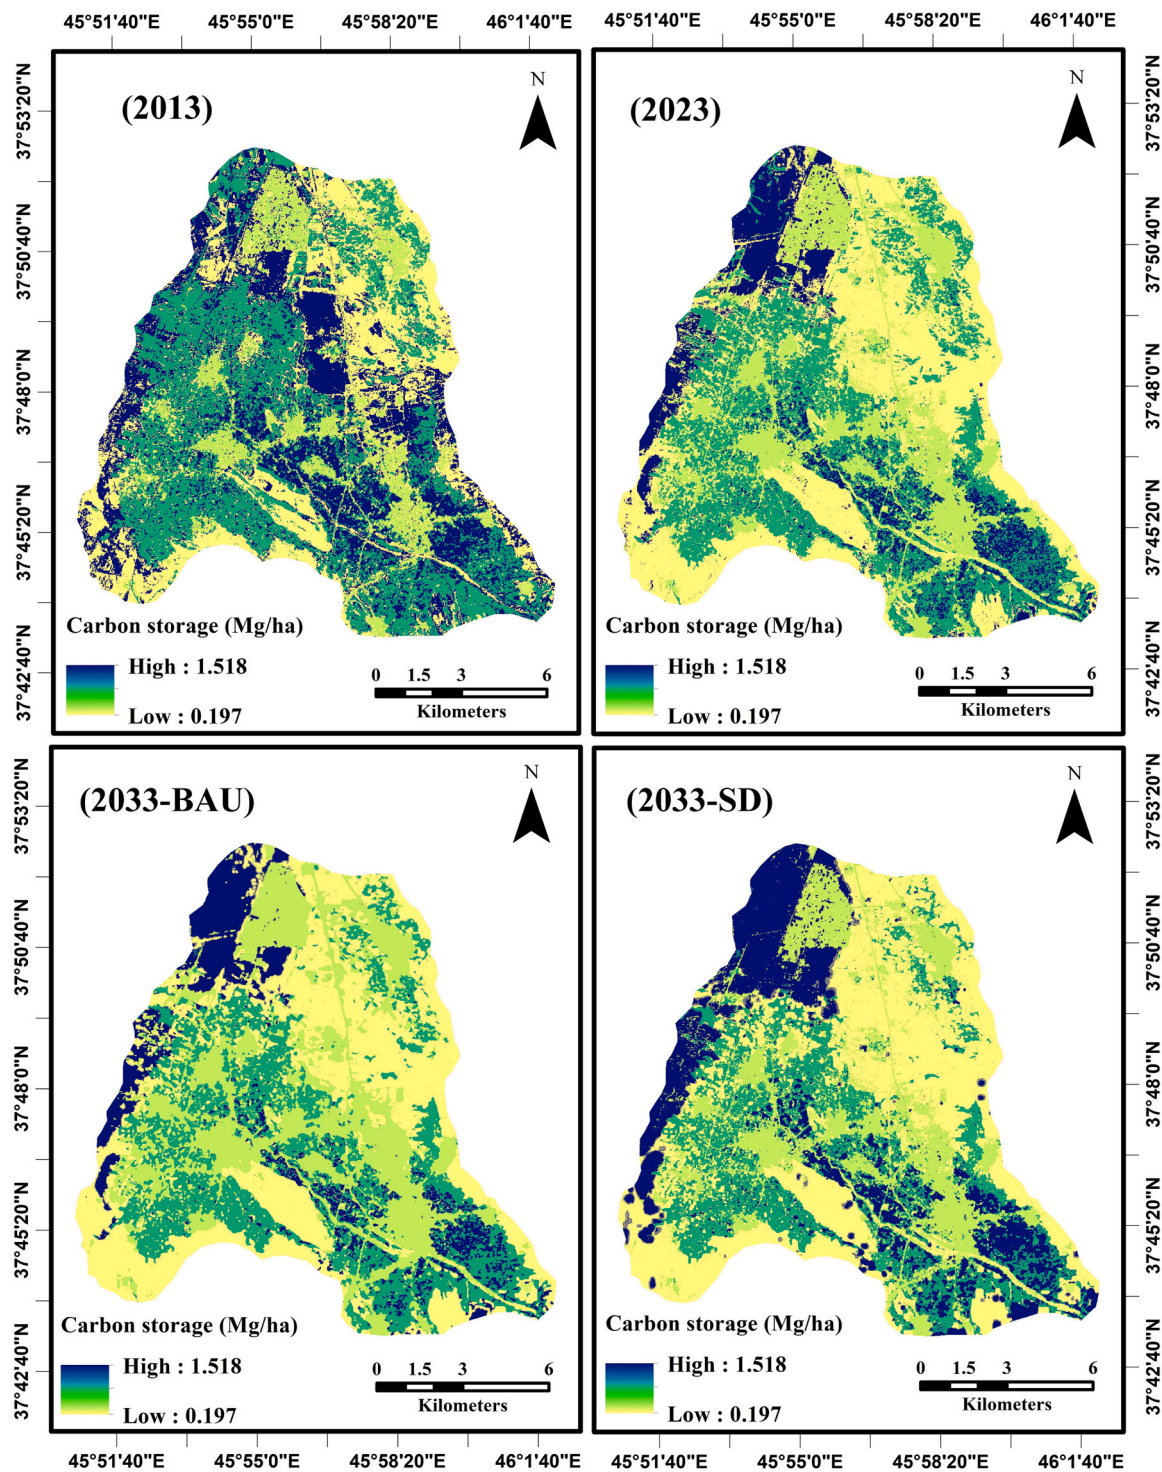 45°51'40"E 45°55'0"E 45°58'20"E 46°1'40"E 45°51'40"E 45°55'0"E 45°58'20"E 46°1'40"E
37°53'20"N
37°50'40"N
37°48'0"N
37°45'20"N
37°42'40"N
(2013)
N
Carbon storage (Mg/ha)
High : 1.518
Low : 0.197
0 1.5 3 6
Kilometers
(2023)
N
Carbon storage (Mg/ha)
High : 1.518
Low : 0.197
0 1.5 3 6
Kilometers
37°53'20"N
37°50'40"N
37°48'0"N
37°45'20"N
37°42'40"N
37°53'20"N
37°50'40"N
37°48'0"N
37°45'20"N
37°42'40"N
(2033-BAU)
N
Carbon storage (Mg/ha)
High : 1.518
Low : 0.197
0 1.5 3 6
Kilometers
(2033-SD)
N
Carbon storage (Mg/ha)
High : 1.518
Low : 0.197
0 1.5 3 6
Kilometers
37°53'20"N
37°50'40"N
37°48'0"N
37°45'20"N
37°42'40"N
45°51'40"E 45°55'0"E 45°58'20"E 46°1'40"E 45°51'40"E 45°55'0"E 45°58'20"E 46°1'40"E